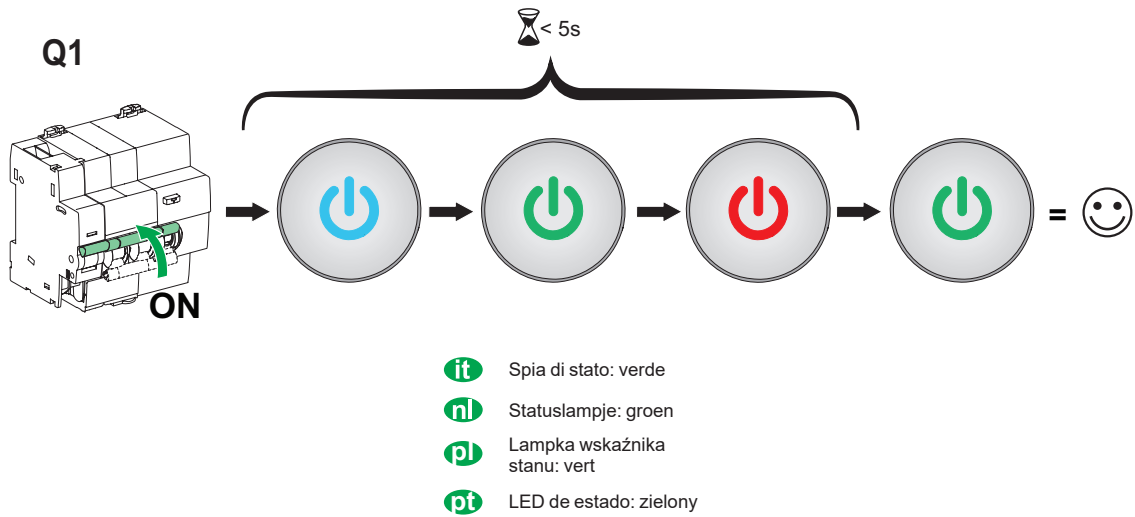 < 5s
Q1
ON
=
it Spia di stato: verde
nl Statuslampje: groen
pl Lampka wskaźnika
stanu: vert
pt LED de estado: zielony